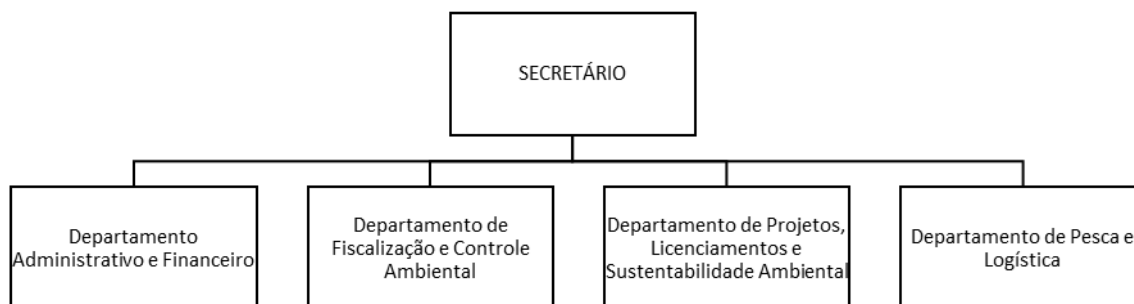 SECRETÁRIO
Departamento
Administrativo e Financeiro
Departamento de
Fiscalização e Controle
Ambiental
Departamento de Projetos,
Licenciamentos e
Sustentabilidade Ambiental
Departamento de Pesca e
Logística